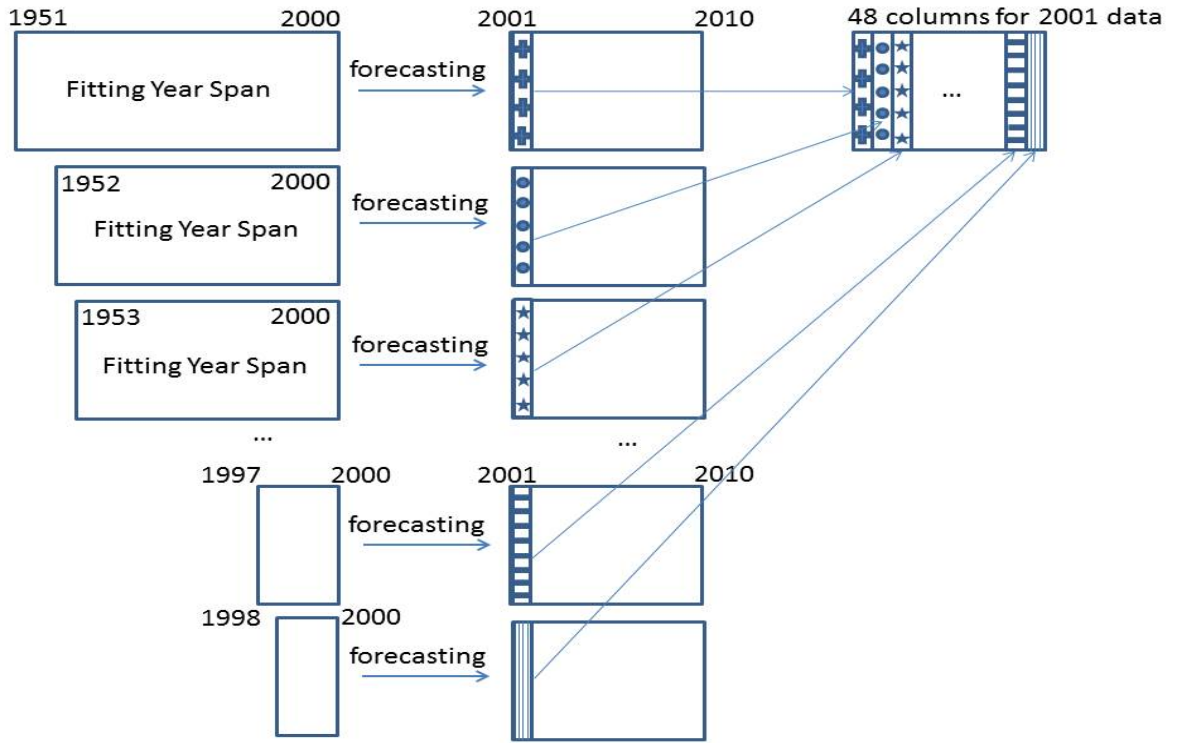 1951 2000 2001 2010 48 columns for 2001 data
Fitting Year Span
forecasting
...
1952 2000
Fitting Year Span
forecasting
1953 2000
Fitting Year Span
forecasting
... ...
1997 2000 2001 2010
forecasting
1998 2000
forecasting